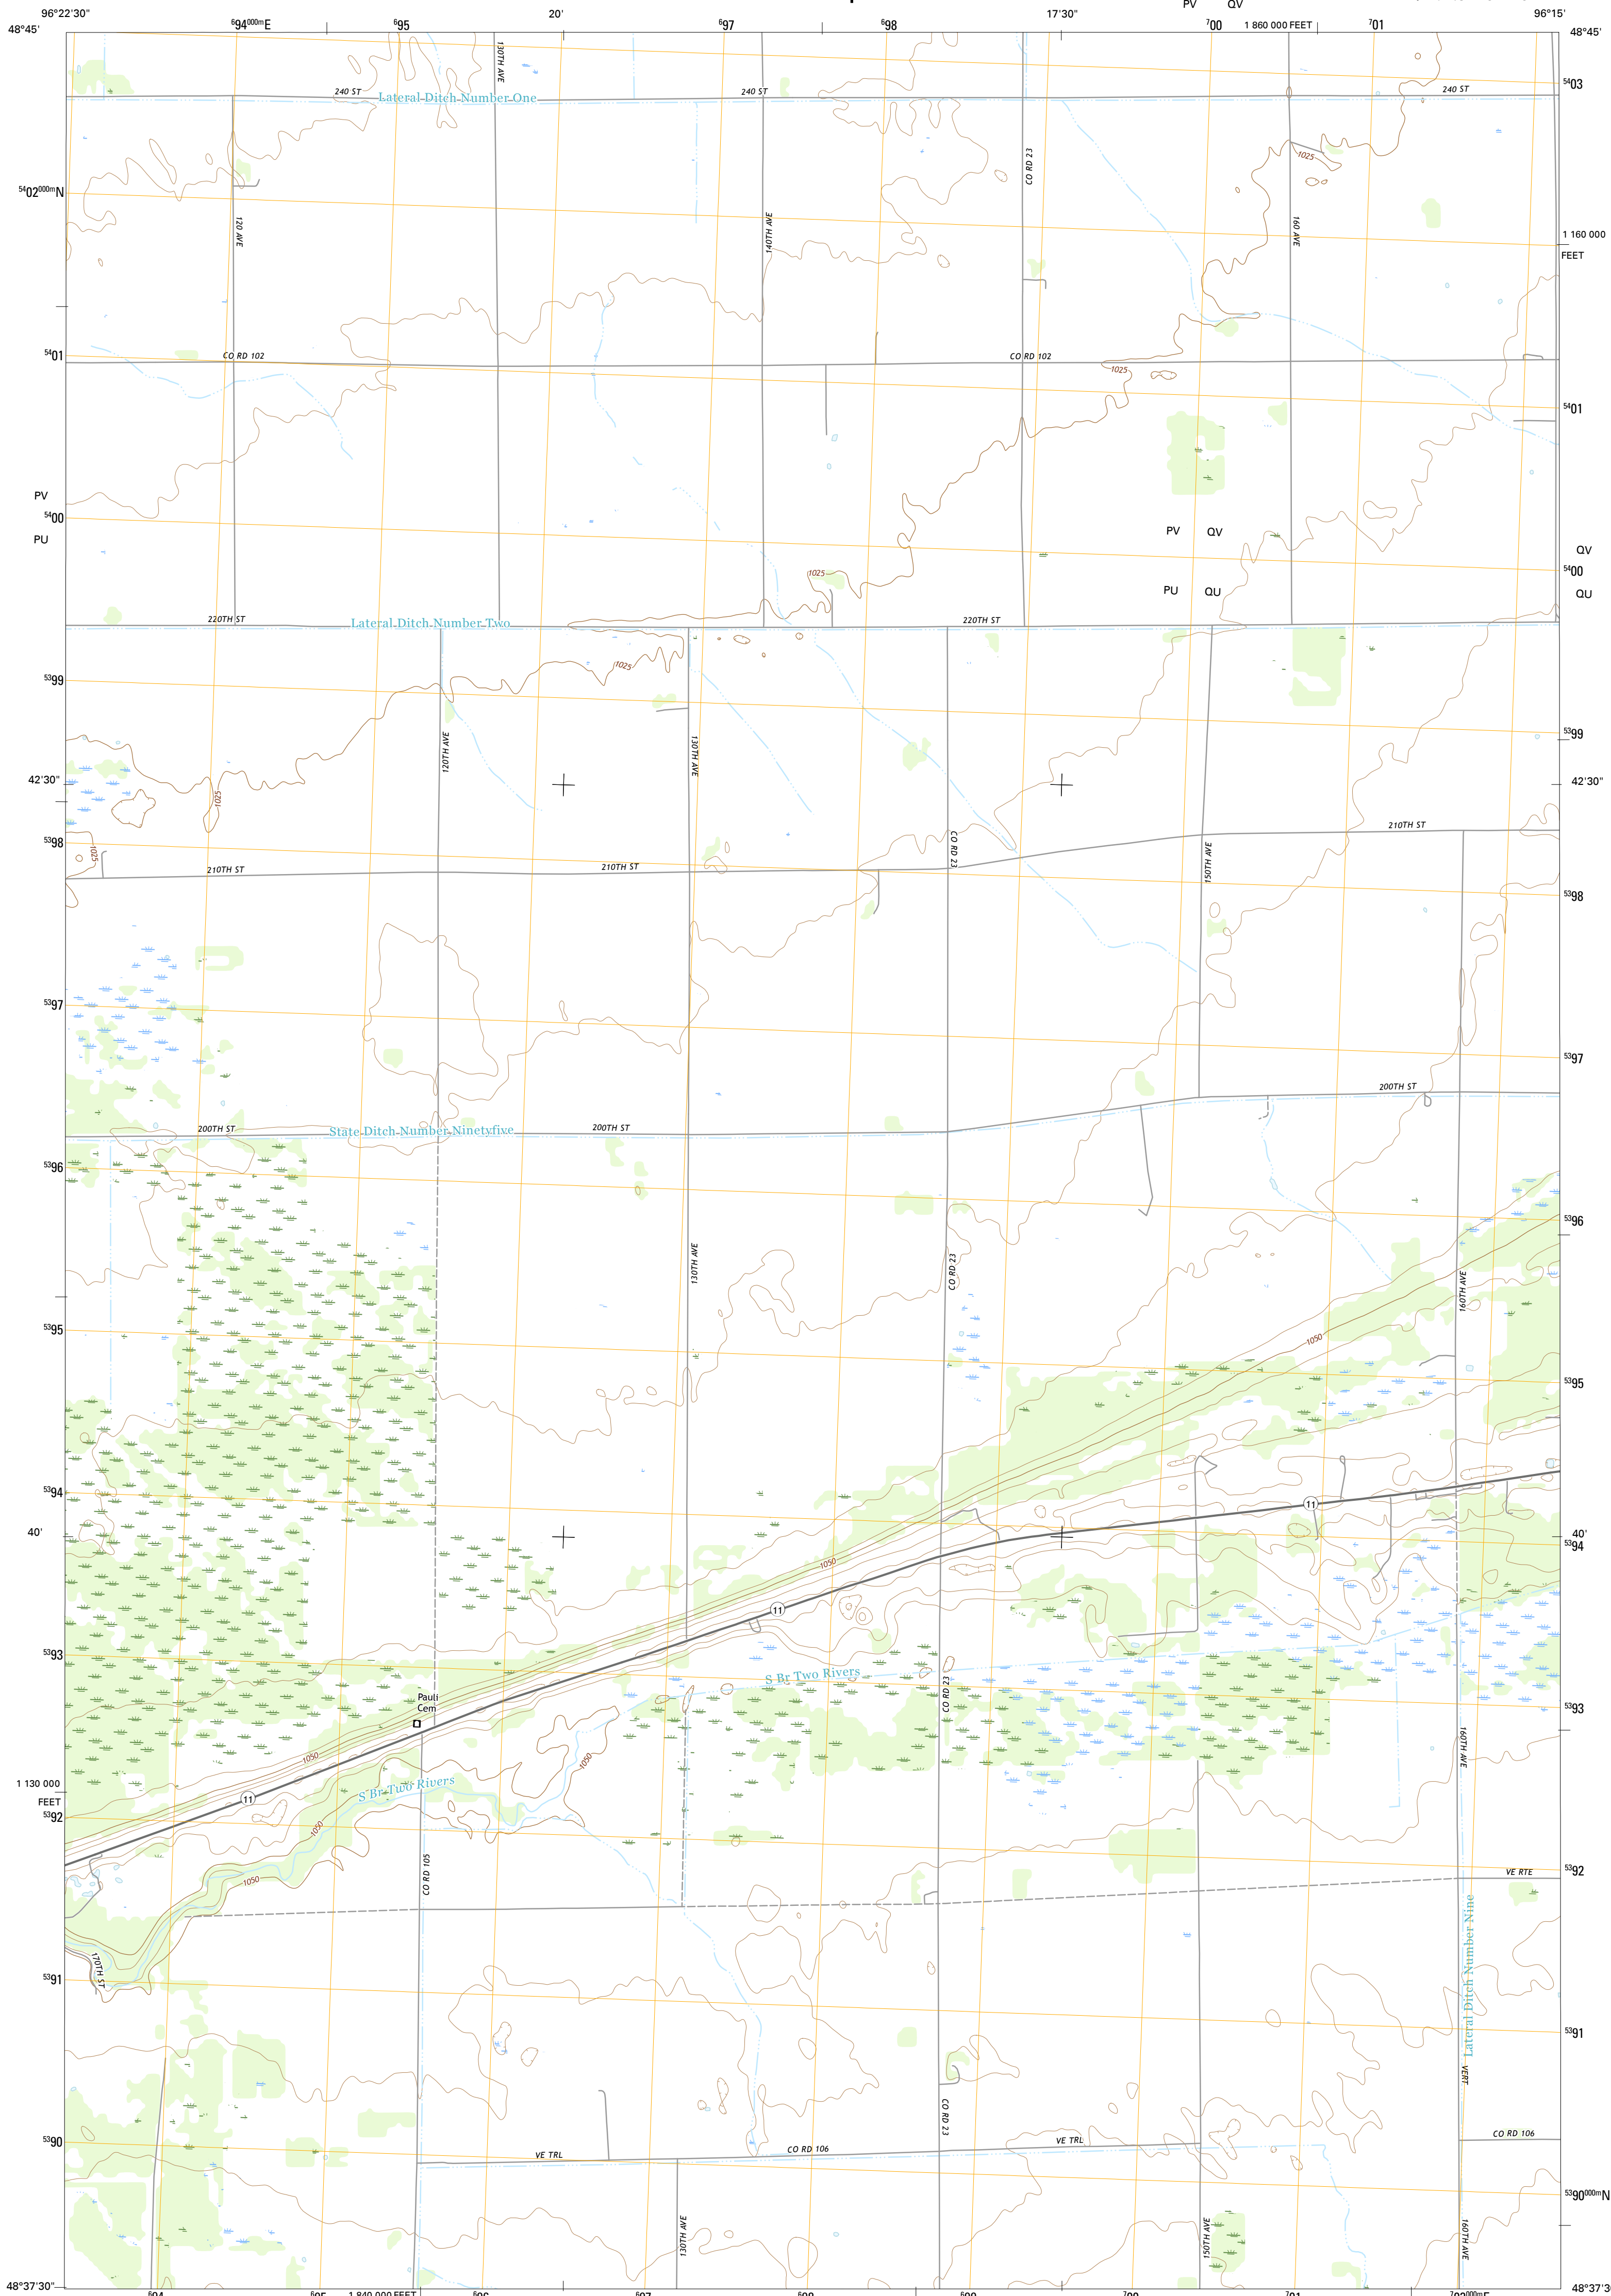 PV QV
96°22'30" ⁶94⁰⁰⁰ᵐE ⁶95 20' ⁶97 ⁶98 17'30" ⁷00 1 860 000 FEET ⁷01 96°15'
48°45' 48°45'
130TH AVE
240 ST 240 ST 240 ST
Lateral Ditch Number One
⁵⁴03
CO RD 23
1025
⁵⁴02⁰⁰⁰ᵐN
120 AVE 140TH AVE 160 AVE
1 160 000
FEET
⁵⁴01 CO RD 102 CO RD 102
1025
⁵⁴01
PV
⁵⁴00
PU
PV QV
QV
⁵⁴00
QU
1025
PU QU
220TH ST Lateral Ditch Number Two 220TH ST
1025
⁵³99
120TH AVE 130TH AVE
⁵³99
42'30" 42'30"
1025
⁵³98
1025
CO RD 23
150TH AVE
210TH ST
210TH ST 210TH ST
⁵³98
⁵³97
⁵³97
200TH ST
200TH ST State Ditch Number Ninetyfive 200TH ST
⁵³96
⁵³96
130TH AVE CO RD 23 160TH AVE
⁵³95
1050
⁵³95
⁵³94
11
40' 40'
⁵³94
1050
11
⁵³93
S Br Two Rivers
CO RD 23
Pauli
Cem
⁵³93
160TH AVE
1050 1050
1 130 000
FEET
S Br Two Rivers
11
⁵³92
1050
CO RD 105
⁵³92
VE RTE
1050
Lateral Ditch Number Nine
170TH ST
⁵³91
⁵³91
VERT
CO RD 23
⁵³90
VE TRL CO RD 106 VE TRL CO RD 106
⁵³90⁰⁰⁰ᵐN
130TH AVE 150TH AVE 160TH AVE
48°37'30" 48°37'3
1 840 000 FEET